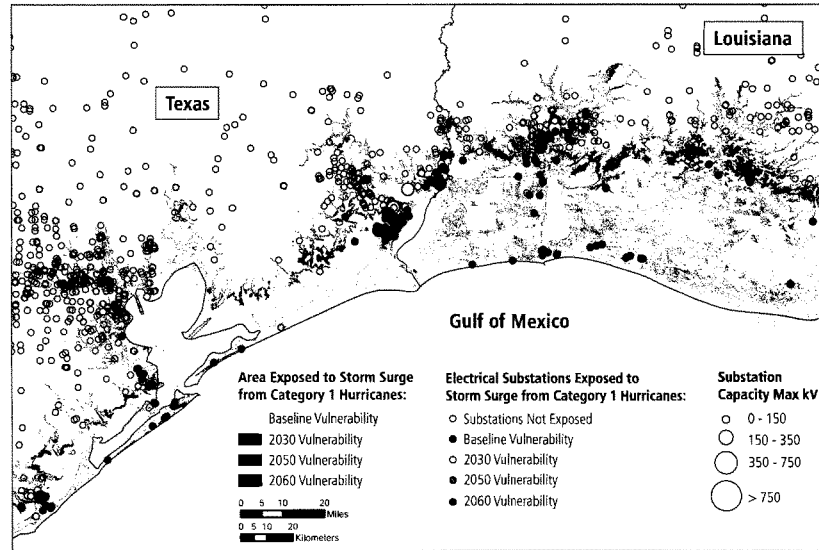 Louisiana
Texas
Gulf of Mexico
Area Exposed to Storm Surge
from Category 1 Hurricanes:
Baseline Vulnerability
2030 Vulnerability
2050 Vulnerability
2060 Vulnerability
0 5 10 20
Miles
0 5 10 20
Kilometers
Electrical Substations Exposed to
Storm Surge from Category 1 Hurricanes:
Substations Not Exposed
Baseline Vulnerability
2030 Vulnerability
2050 Vulnerability
2060 Vulnerability
Substation
Capacity Max kV
0 - 150
150 - 350
350 - 750
> 750